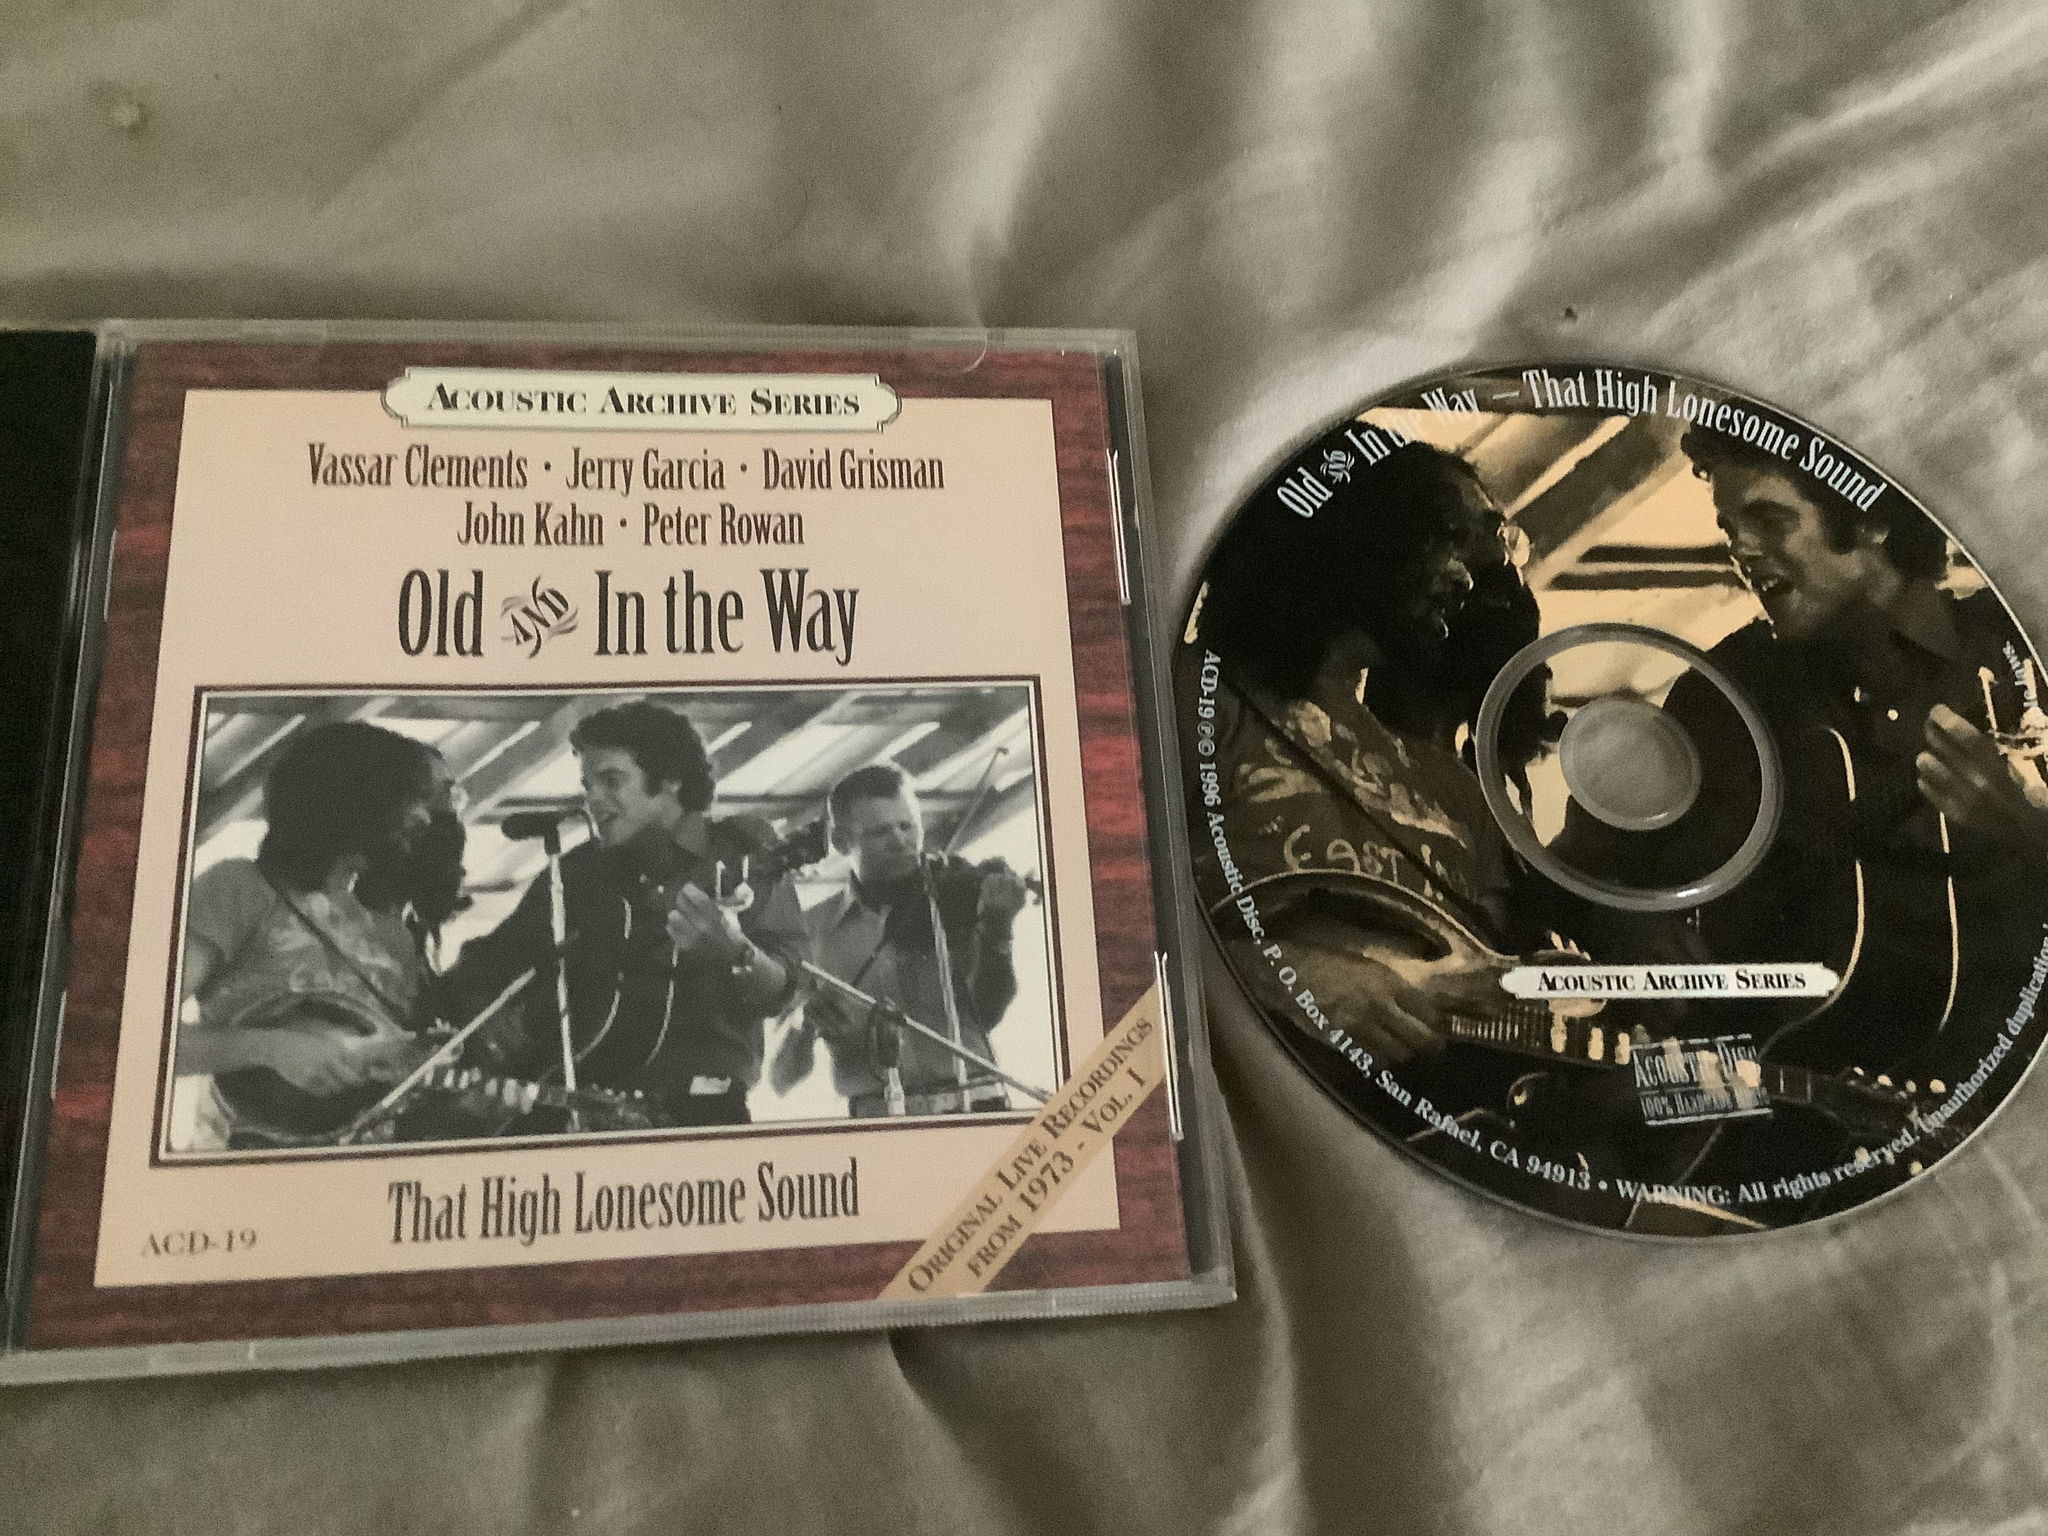 ACOUSTIC ARCHIVE SERIES
Vassar Clements • Jerry Garcia • David Grisman
John Kahn • Peter Rowan
Old AND In the Way
That High Lonesome Sound
ACD-19
ORIGINAL LIVE RECORDINGS
FROM 1973 - VOL. I
Old AND In the Way — That High Lonesome Sound
ACOUSTIC ARCHIVE SERIES
ACOUSTIC DISC
ACD-19 ℗© 1996 Acoustic Disc, P. O. Box 4143, San Rafael, CA 94913 • WARNING: All rights reserved. Unauthorized duplication